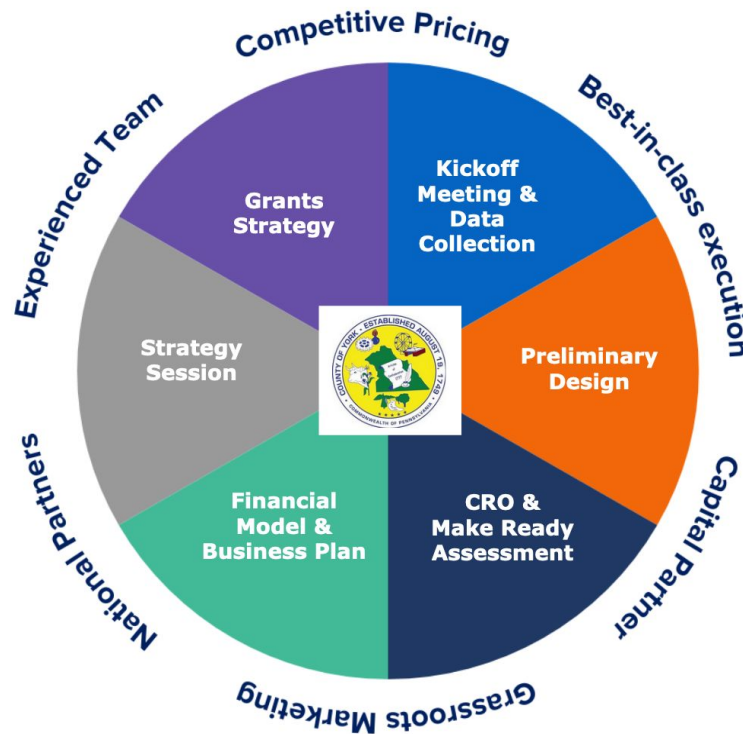 Competitive Pricing
Best-in-class execution
Capital Partner
Grassroots Marketing
National Partners
Experienced Team
Kickoff
Meeting &
Data
Collection
Preliminary
Design
CRO &
Make Ready
Assessment
Financial
Model &
Business Plan
Strategy
Session
Grants
Strategy
COUNTY OF YORK • ESTABLISHED AUGUST 19, 1749
COMMONWEALTH OF PENNSYLVANIA